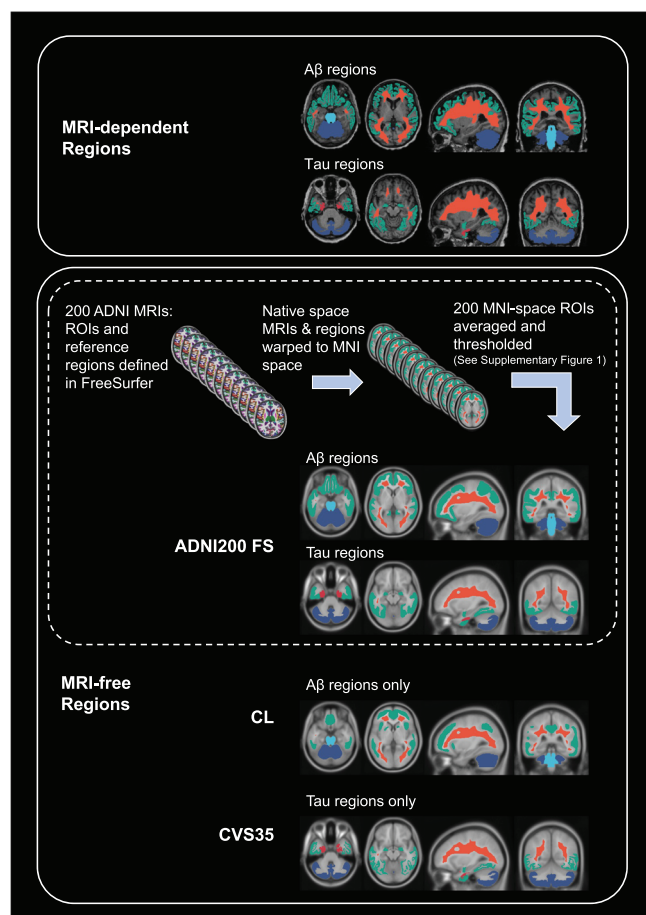 Aβ regions
MRI-dependent
Regions
Tau regions
200 ADNI MRIs:
ROIs and
reference
regions defined
in FreeSurfer
Native space
MRIs & regions
warped to MNI
space
200 MNI-space ROIs
averaged and
thresholded
(See Supplementary Figure 1)
Aβ regions
ADNI200 FS
Tau regions
MRI-free
Regions
Aβ regions only
CL
Tau regions only
CVS35